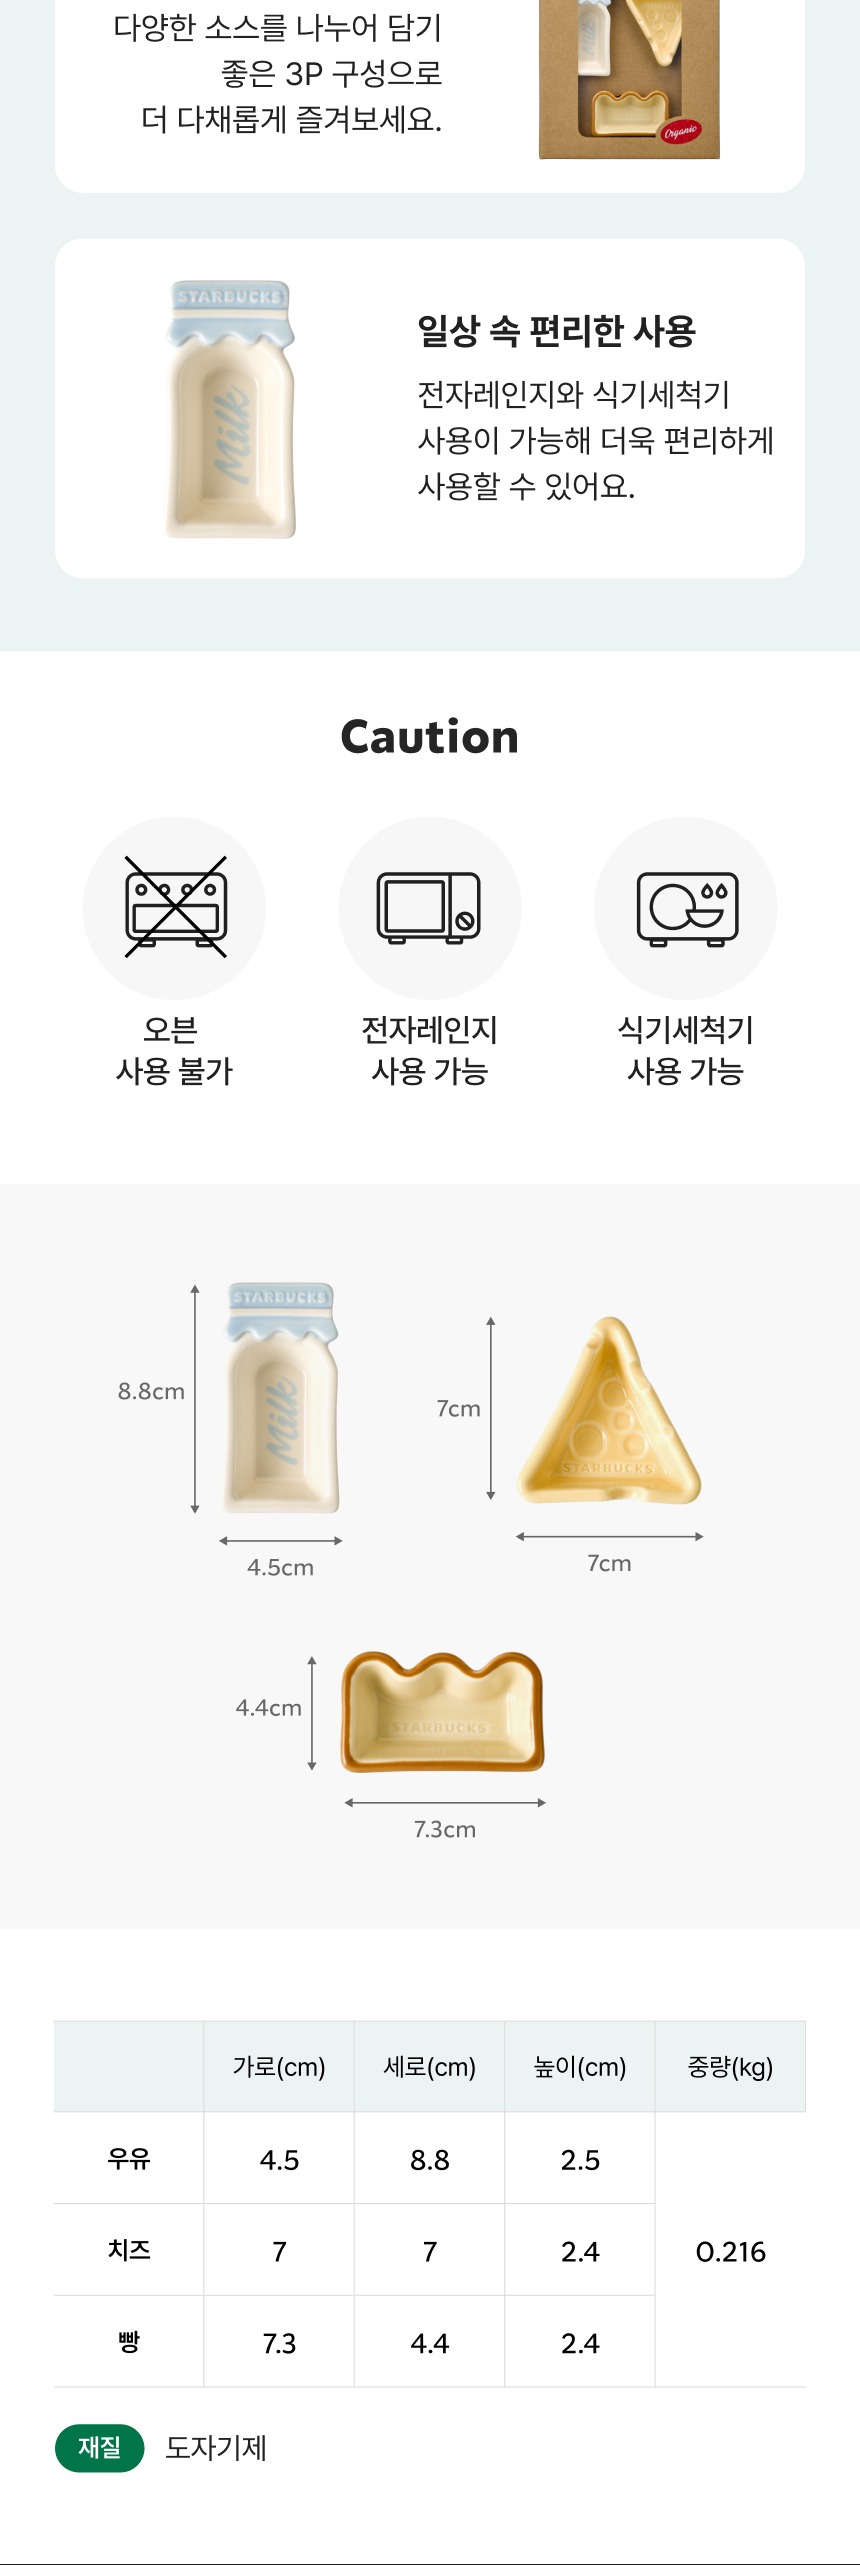 다양한 소스를 나누어 담기
좋은 3P 구성으로
더 다채롭게 즐겨보세요.
Milk
Organic
STARBUCKS
Milk
일상 속 편리한 사용
전자레인지와 식기세척기
사용이 가능해 더욱 편리하게
사용할 수 있어요.
Caution
오븐
사용 불가
전자레인지
사용 가능
식기세척기
사용 가능
STARBUCKS
Milk
8.8cm
4.5cm
7cm
STARBUCKS
7cm
4.4cm
STARBUCKS
7.3cm
가로(cm) 세로(cm) 높이(cm) 중량(kg)
우유 4.5 8.8 2.5
치즈 7 7 2.4 0.216
빵 7.3 4.4 2.4
재질 도자기제